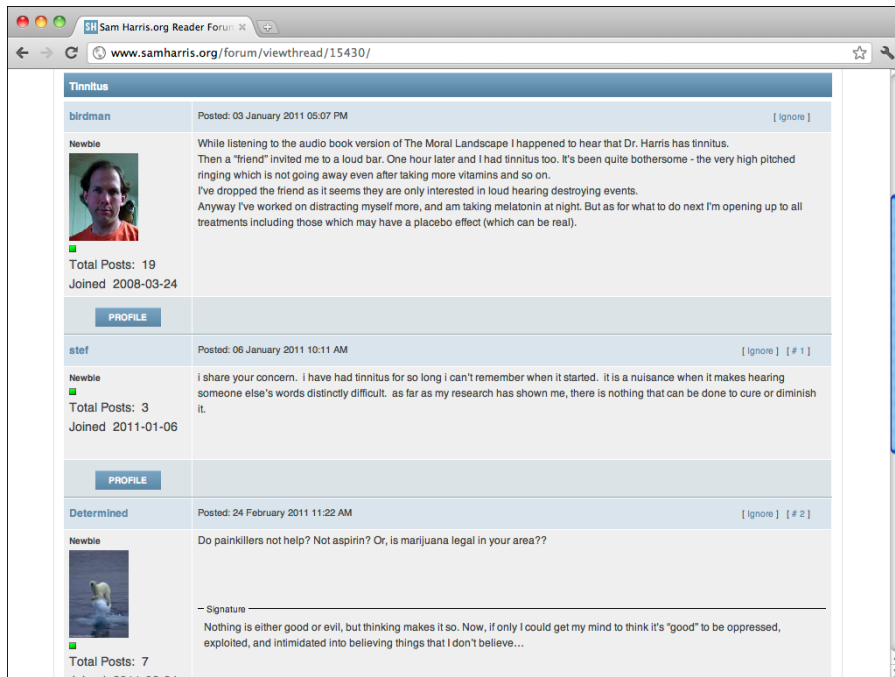 SH Sam Harris.org Reader Forum
www.samharris.org/forum/viewthread/15430/
Tinnitus
birdman
Posted: 03 January 2011 05:07 PM
[ Ignore ]
Newbie
While listening to the audio book version of The Moral Landscape I happened to hear that Dr. Harris has tinnitus.
Then a "friend" invited me to a loud bar. One hour later and I had tinnitus too. It's been quite bothersome - the very high pitched
ringing which is not going away even after taking more vitamins and so on.
I've dropped the friend as it seems they are only interested in loud hearing destroying events.
Anyway I've worked on distracting myself more, and am taking melatonin at night. But as for what to do next I'm opening up to all
treatments including those which may have a placebo effect (which can be real).
Total Posts: 19
Joined 2008-03-24
PROFILE
stef
Posted: 06 January 2011 10:11 AM
[ Ignore ] [ # 1 ]
Newbie
i share your concern. i have had tinnitus for so long i can't remember when it started. it is a nuisance when it makes hearing
someone else's words distinctly difficult. as far as my research has shown me, there is nothing that can be done to cure or diminish
it.
Total Posts: 3
Joined 2011-01-06
PROFILE
Determined
Posted: 24 February 2011 11:22 AM
[ Ignore ] [ # 2 ]
Newbie
Do painkillers not help? Not aspirin? Or, is marijuana legal in your area??
Signature
Nothing is either good or evil, but thinking makes it so. Now, if only I could get my mind to think it's "good" to be oppressed,
exploited, and intimidated into believing things that I don't believe…
Total Posts: 7